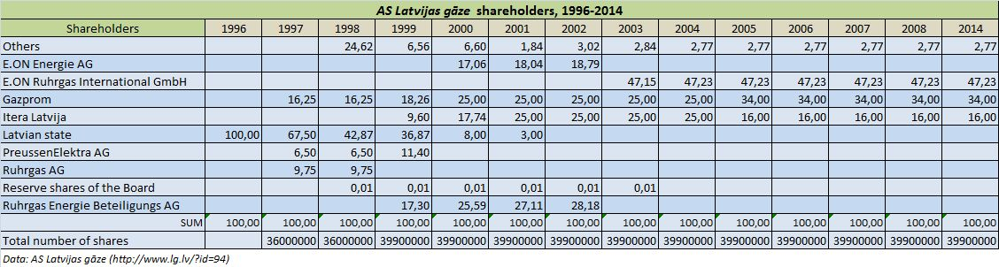 AS Latvijas gāze shareholders, 1996-2014
Shareholders 1996 1997 1998 1999 2000 2001 2002 2003 2004 2005 2006 2007 2008 2014
Others 24,62 6,56 6,60 1,84 3,02 2,84 2,77 2,77 2,77 2,77 2,77 2,77
E.ON Energie AG 17,06 18,04 18,79
E.ON Ruhrgas International GmbH 47,15 47,23 47,23 47,23 47,23 47,23 47,23
Gazprom 16,25 16,25 18,26 25,00 25,00 25,00 25,00 25,00 34,00 34,00 34,00 34,00 34,00
Itera Latvija 9,60 17,74 25,00 25,00 25,00 25,00 16,00 16,00 16,00 16,00 16,00
Latvian state 100,00 67,50 42,87 36,87 8,00 3,00
PreussenElektra AG 6,50 6,50 11,40
Ruhrgas AG 9,75 9,75
Reserve shares of the Board 0,01 0,01 0,01 0,01 0,01 0,01
Ruhrgas Energie Beteiligungs AG 17,30 25,59 27,11 28,18
SUM 100,00 100,00 100,00 100,00 100,00 100,00 100,00 100,00 100,00 100,00 100,00 100,00 100,00 100,00
Total number of shares 36000000 36000000 39900000 39900000 39900000 39900000 39900000 39900000 39900000 39900000 39900000 39900000 39900000
Data: AS Latvijas gāze (http://www.lg.lv/?id=94)